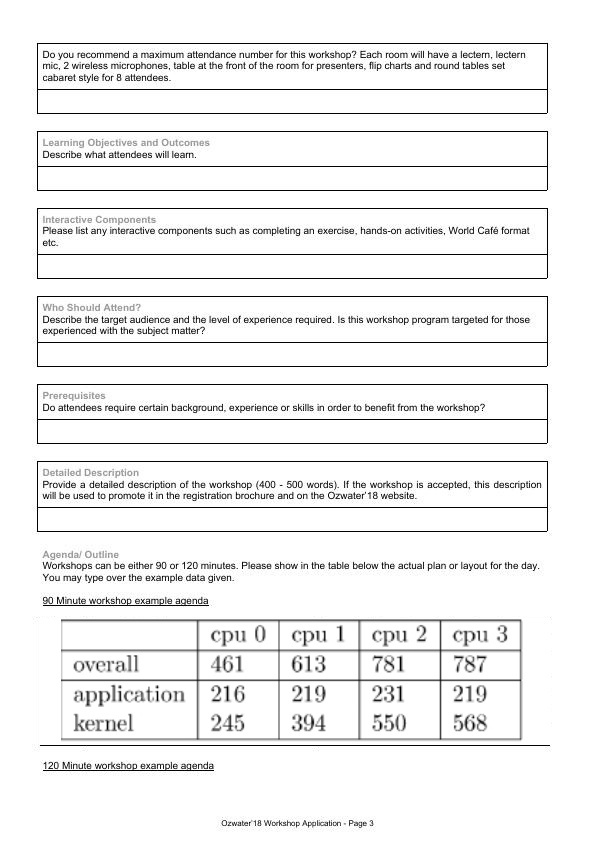 Do you recommend a maximum attendance number for this workshop? Each room will have a lectern, lectern
mic, 2 wireless microphones, table at the front of the room for presenters, flip charts and round tables set
cabaret style for 8 attendees.
Learning Objectives and Outcomes
Describe what attendees will learn.
Interactive Components
Please list any interactive components such as completing an exercise, hands-on activities, World Café format
etc.
Who Should Attend?
Describe the target audience and the level of experience required. Is this workshop program targeted for those
experienced with the subject matter?
Prerequisites
Do attendees require certain background, experience or skills in order to benefit from the workshop?
Detailed Description
Provide a detailed description of the workshop (400 - 500 words). If the workshop is accepted, this description
will be used to promote it in the registration brochure and on the Ozwater'18 website.
Agenda/ Outline
Workshops can be either 90 or 120 minutes. Please show in the table below the actual plan or layout for the day.
You may type over the example data given.
90 Minute workshop example agenda
cpu 0 cpu 1 cpu 2 cpu 3
overall 461 613 781 787
application 216 219 231 219
kernel 245 394 550 568
120 Minute workshop example agenda
Ozwater'18 Workshop Application - Page 3